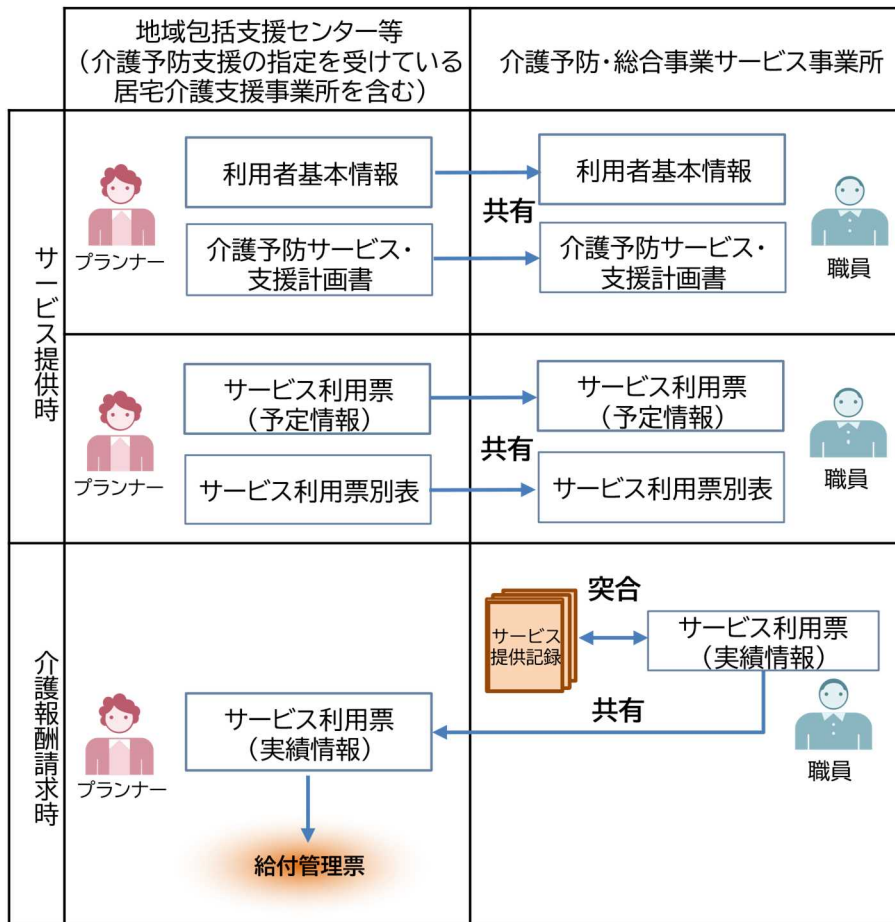 地域包括支援センター等
（介護予防支援の指定を受けている
居宅介護支援事業所を含む）
介護予防・総合事業サービス事業所
サービス提供時
利用者基本情報
利用者基本情報
共有
介護予防サービス・
支援計画書
介護予防サービス・
支援計画書
プランナー
職員
サービス利用票
（予定情報）
サービス利用票
（予定情報）
共有
サービス利用票別表
サービス利用票別表
プランナー
職員
介護報酬請求時
突合
サービス
提供記録
サービス利用票
（実績情報）
共有
サービス利用票
（実績情報）
プランナー
職員
給付管理票